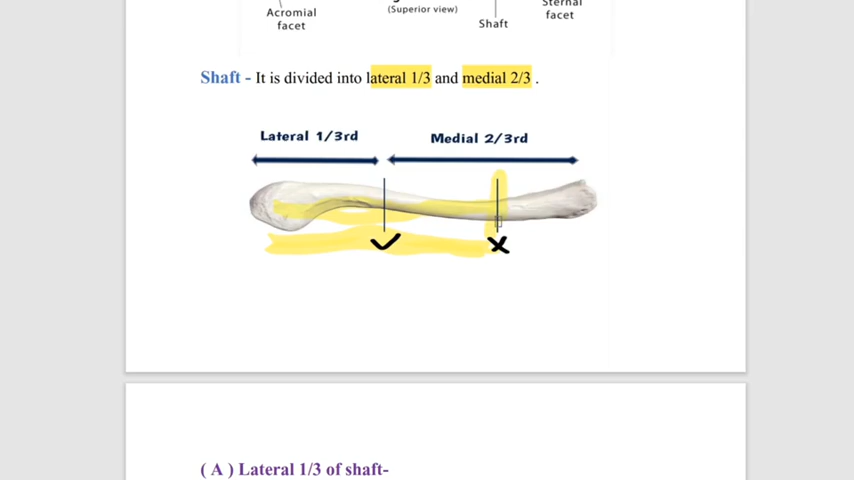 Acromial
facet
(Superior view)
Shaft
Sternal
facet
Shaft - It is divided into lateral 1/3 and medial 2/3 .
Lateral 1/3rd
Medial 2/3rd
( A ) Lateral 1/3 of shaft-